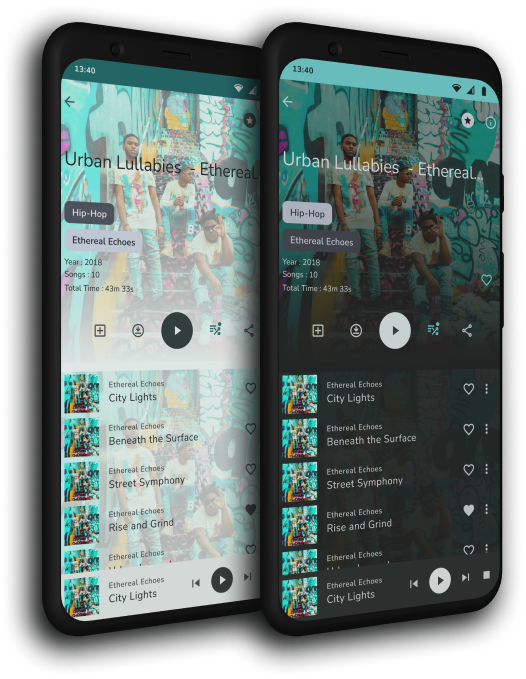 13:40
Urban Lullabies - Ethereal
Hip-Hop
Ethereal Echoes
Year : 2018
Songs : 10
Total Time : 43m 33s
Ethereal Echoes
City Lights
Ethereal Echoes
Beneath the Surface
Ethereal Echoes
Street Symphony
Ethereal Echoes
Rise and Grind
Ethereal Echoes
Ethereal Echoes
City Lights
13:40
Urban Lullabies - Ethereal...
Hip-Hop
Ethereal Echoes
Year : 2018
Songs : 10
Total Time : 43m 33s
Ethereal Echoes
City Lights
Ethereal Echoes
Beneath the Surface
Ethereal Echoes
Street Symphony
Ethereal Echoes
Rise and Grind
Ethereal Echoes
Ethereal Echoes
City Lights